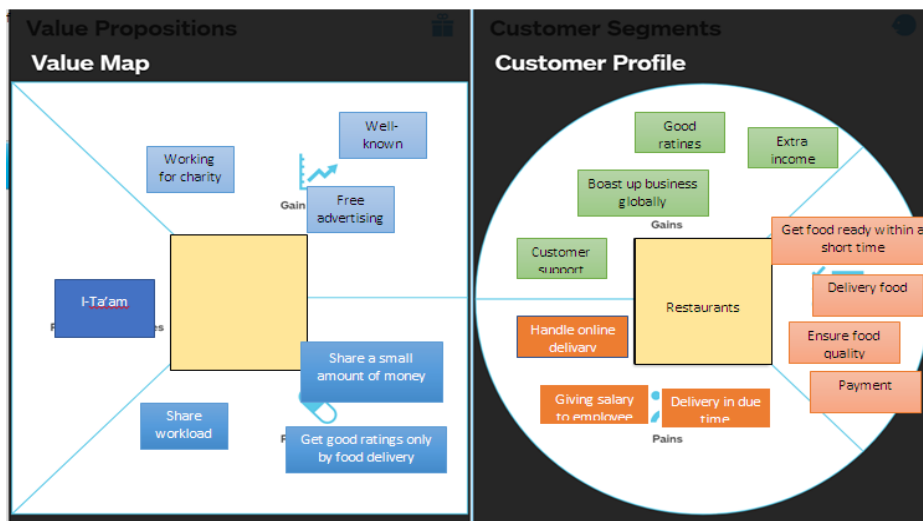 Value Propositions
Value Map
Working
for charity
Well-
known
Gain
Free
advertising
I-Ta’am
Share a small
amount of money
Share
workload
Get good ratings only
by food delivery
Customer Segments
Customer Profile
Good
ratings
Extra
income
Boast up business
globally
Gains
Customer
support
Get food ready within a
short time
Delivery food
Restaurants
Handle online
delivary
Ensure food
quality
Payment
Giving salary
to employee
Delivery in due
time
Pains